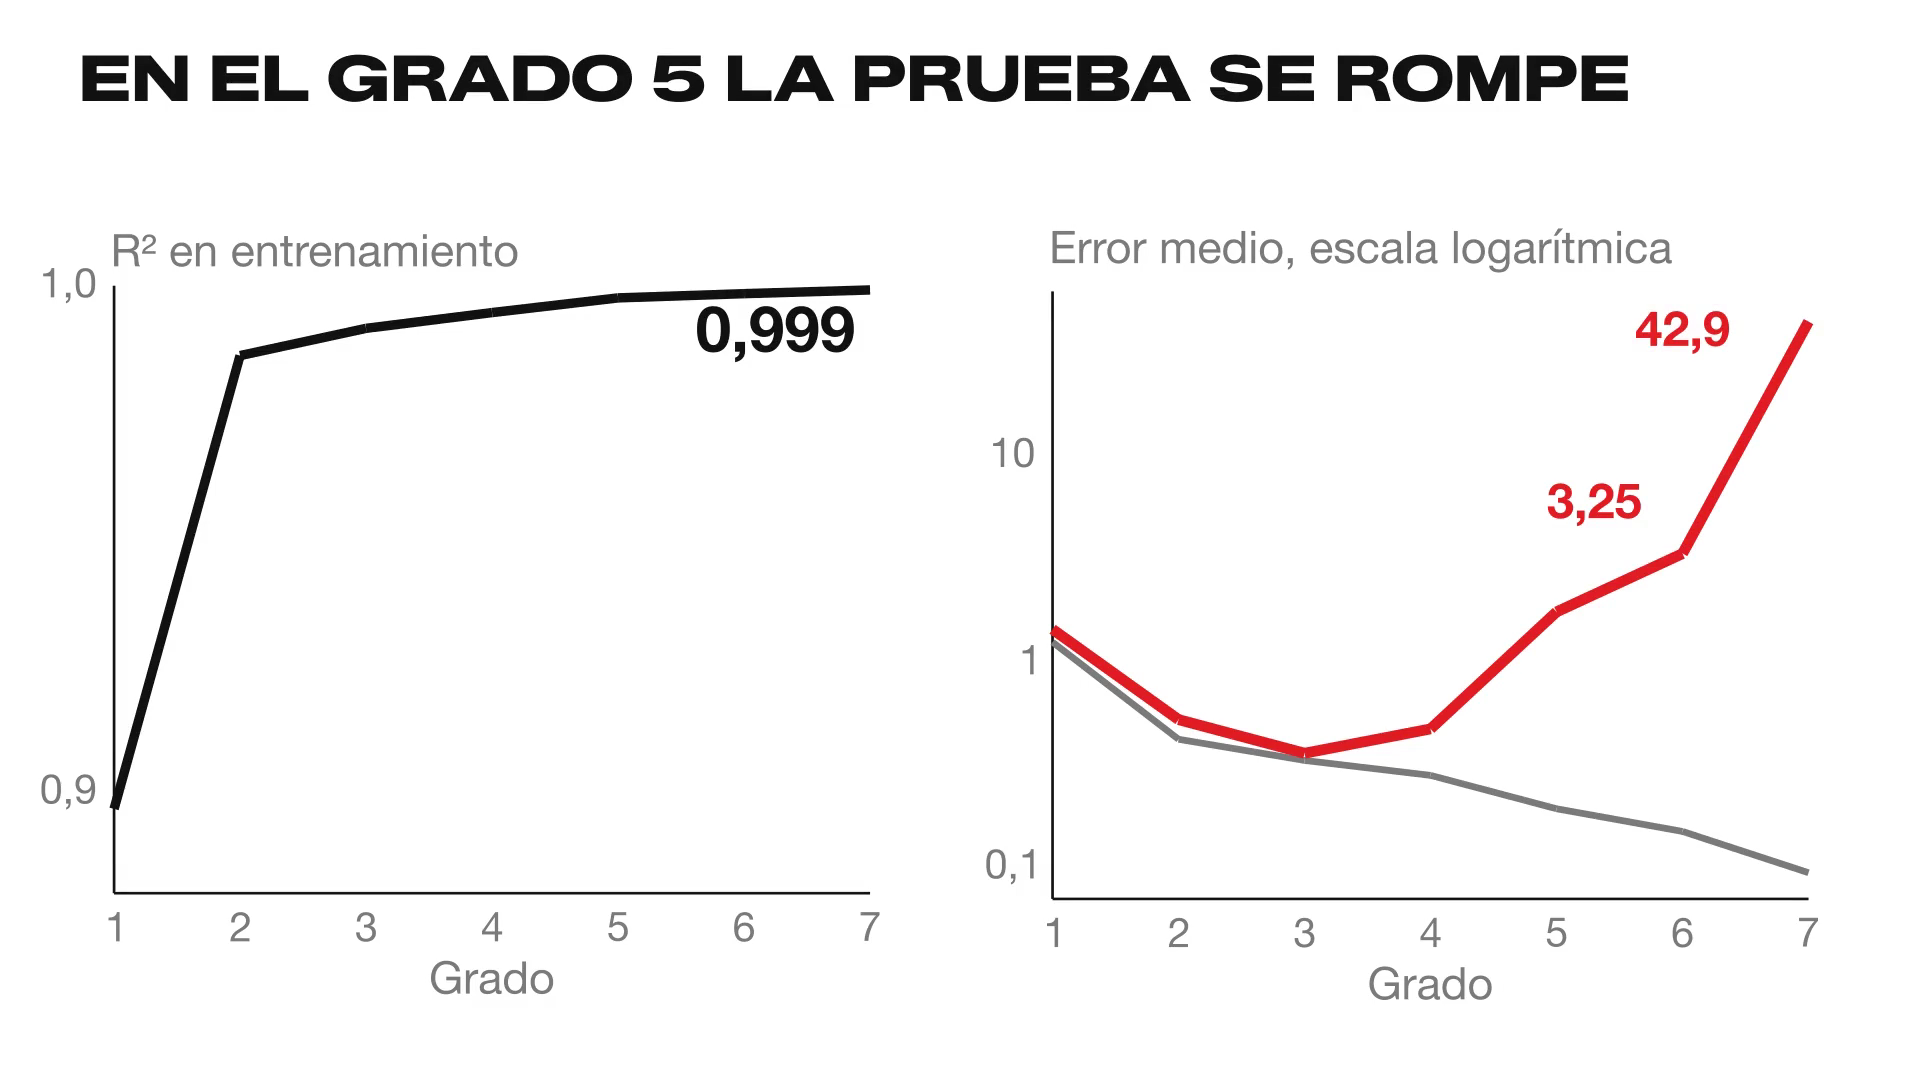 EN EL GRADO 5 LA PRUEBA SE ROMPE
R² en entrenamiento
1,0
0,999
0,9
1 2 3 4 5 6 7
Grado
Error medio, escala logarítmica
42,9
10
3,25
1
0,1
1 2 3 4 5 6 7
Grado